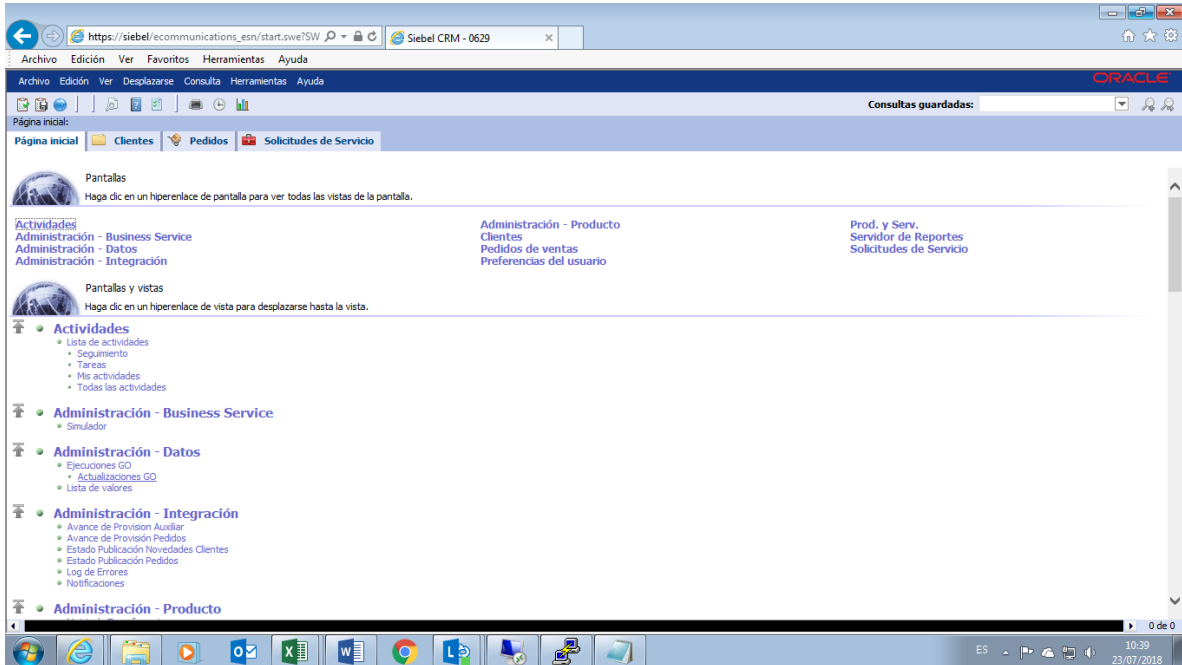 https://siebel/ecommunications_esn/start.swe?SW
Siebel CRM - 0629
Archivo Edición Ver Favoritos Herramientas Ayuda
Archivo Edición Ver Desplazarse Consulta Herramientas Ayuda
ORACLE
Consultas guardadas:
Página inicial:
Página inicial Clientes Pedidos Solicitudes de Servicio
Pantallas
Haga clic en un hiperenlace de pantalla para ver todas las vistas de la pantalla.
Actividades Administración - Producto Prod. y Serv.
Administración - Business Service Clientes Servidor de Reportes
Administración - Datos Pedidos de ventas Solicitudes de Servicio
Administración - Integración Preferencias del usuario
Pantallas y vistas
Haga clic en un hiperenlace de vista para desplazarse hasta la vista.
Actividades
Lista de actividades
Seguimiento
Tareas
Mis actividades
Todas las actividades
Administración - Business Service
Simulador
Administración - Datos
Ejecuciones GO
Actualizaciones GO
Lista de valores
Administración - Integración
Avance de Provision Auxiliar
Avance de Provisión Pedidos
Estado Publicación Novedades Clientes
Estado Publicación Pedidos
Log de Errores
Notificaciones
Administración - Producto
0 de 0
ES
10:39
23/07/2018